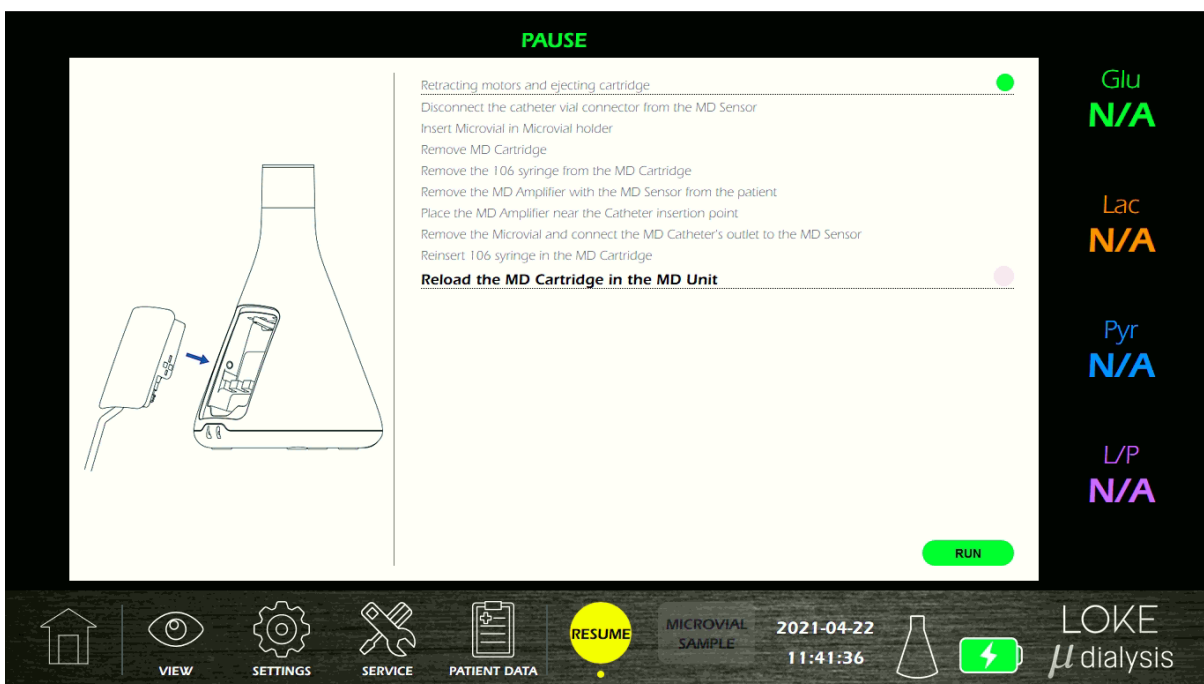 PAUSE
Retracting motors and ejecting cartridge
Disconnect the catheter vial connector from the MD Sensor
Insert Microvial in Microvial holder
Remove MD Cartridge
Remove the 106 syringe from the MD Cartridge
Remove the MD Amplifier with the MD Sensor from the patient
Place the MD Amplifier near the Catheter insertion point
Remove the Microvial and connect the MD Catheter's outlet to the MD Sensor
Reinsert 106 syringe in the MD Cartridge
Reload the MD Cartridge in the MD Unit
RUN
Glu
N/A
Lac
N/A
Pyr
N/A
L/P
N/A
VIEW
SETTINGS
SERVICE
PATIENT DATA
RESUME
MICROVIAL
SAMPLE
2021-04-22
11:41:36
LOKE
μ dialysis